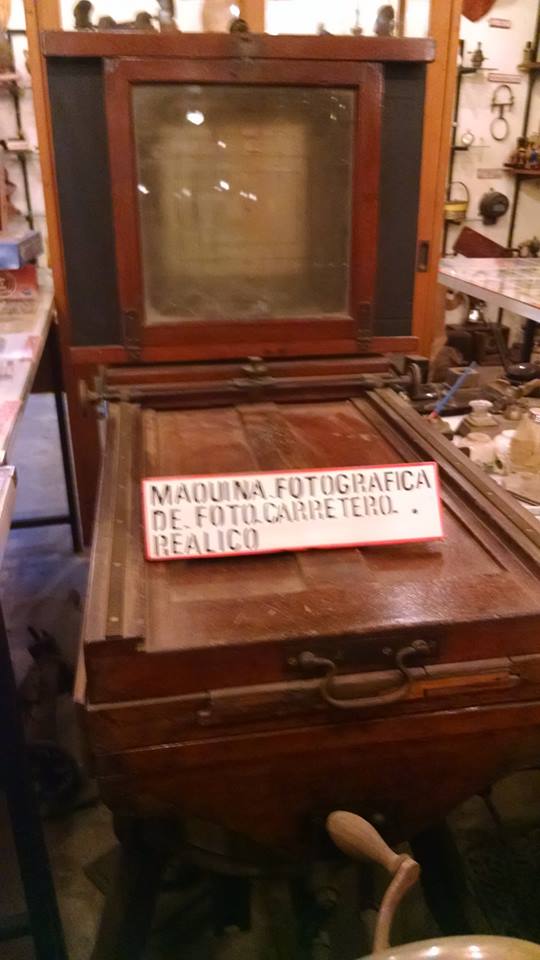 MAQUINA.FOTOGRAFICA
DE. FOTO.CARRETERO. .
REALICO